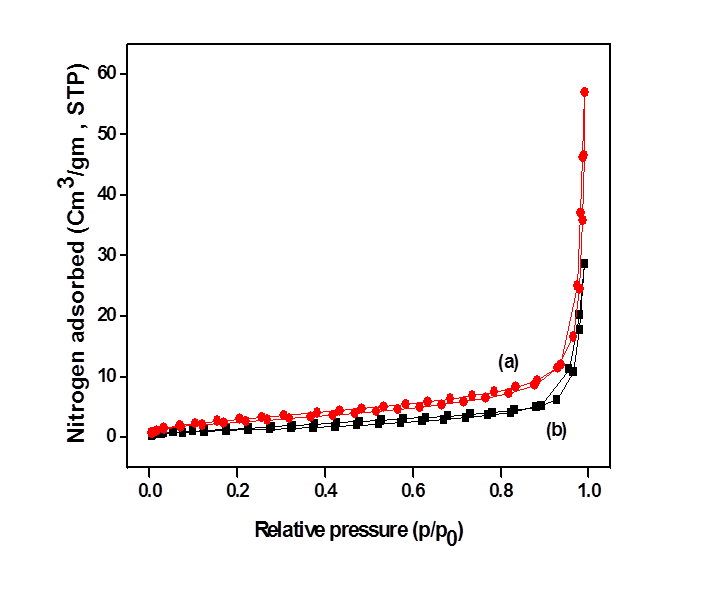 Nitrogen adsorbed (Cm³/gm , STP)
60
50
40
30
20
10
0
(a)
(b)
0.0 0.2 0.4 0.6 0.8 1.0
Relative pressure (p/p₀)